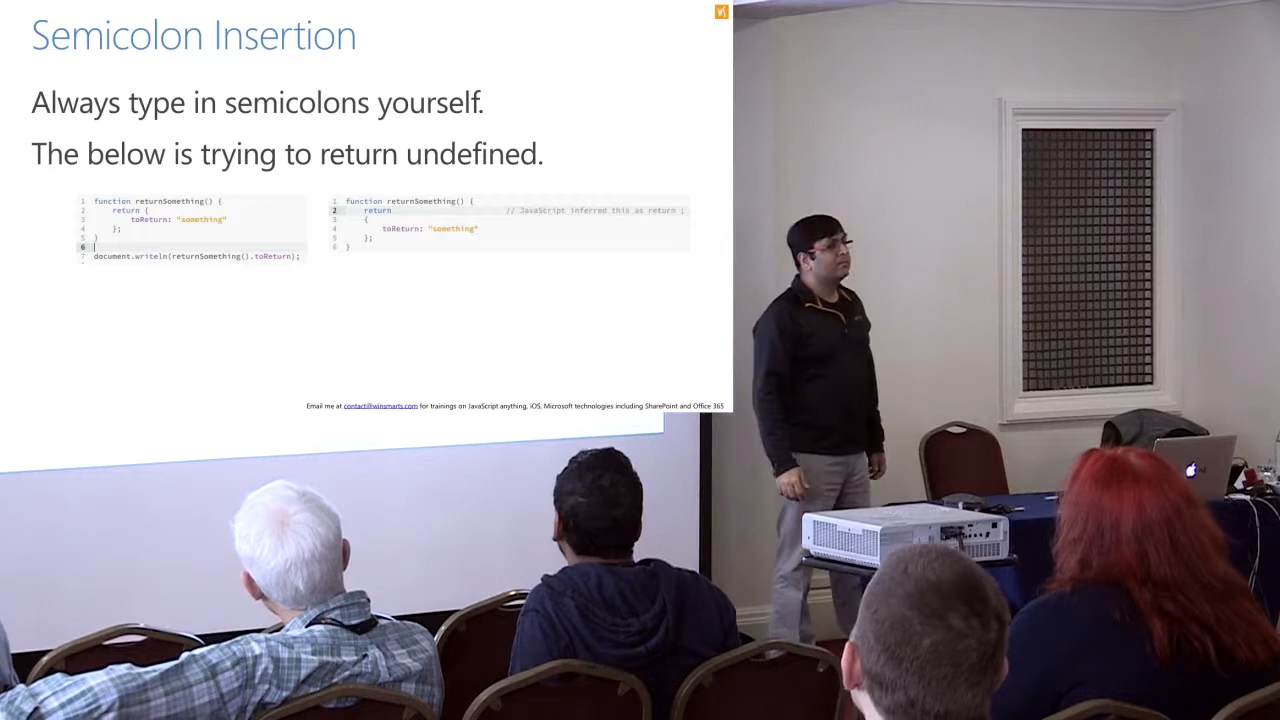 Semicolon Insertion
Always type in semicolons yourself.
The below is trying to return undefined.
1 function returnSomething() {
2 return {
3 toReturn: "something"
4 };
5 }
6
7 document.writeln(returnSomething().toReturn);
1 function returnSomething() {
2 return // JavaScript inferred this as return ;
3 {
4 toReturn: "something"
5 };
6 }
Email me at contact@winsmarts.com for trainings on JavaScript anything, iOS, Microsoft technologies including SharePoint and Office 365